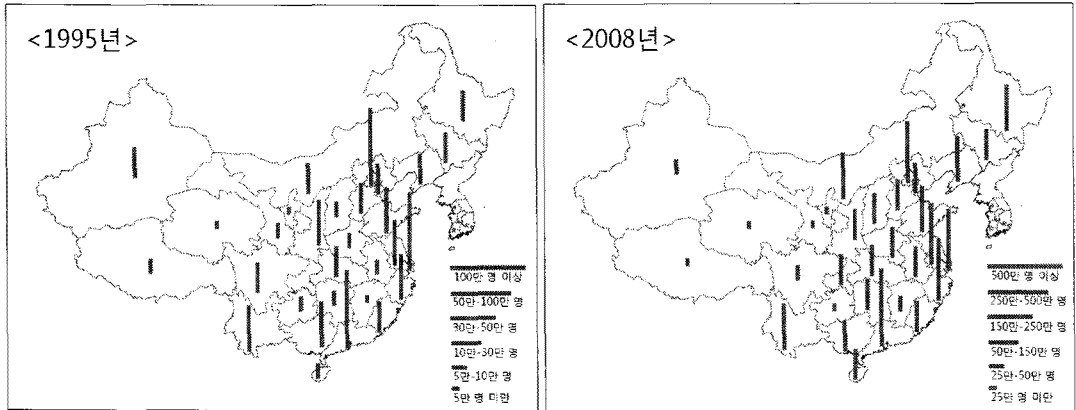 <1995년>
100만 명 이상
50만-100만 명
30만-50만 명
10만-30만 명
5만-10만 명
5만 명 미만
<2008년>
500만 명 이상
250만-500만 명
150만-250만 명
50만-150만 명
25만-50만 명
25만 명 미만